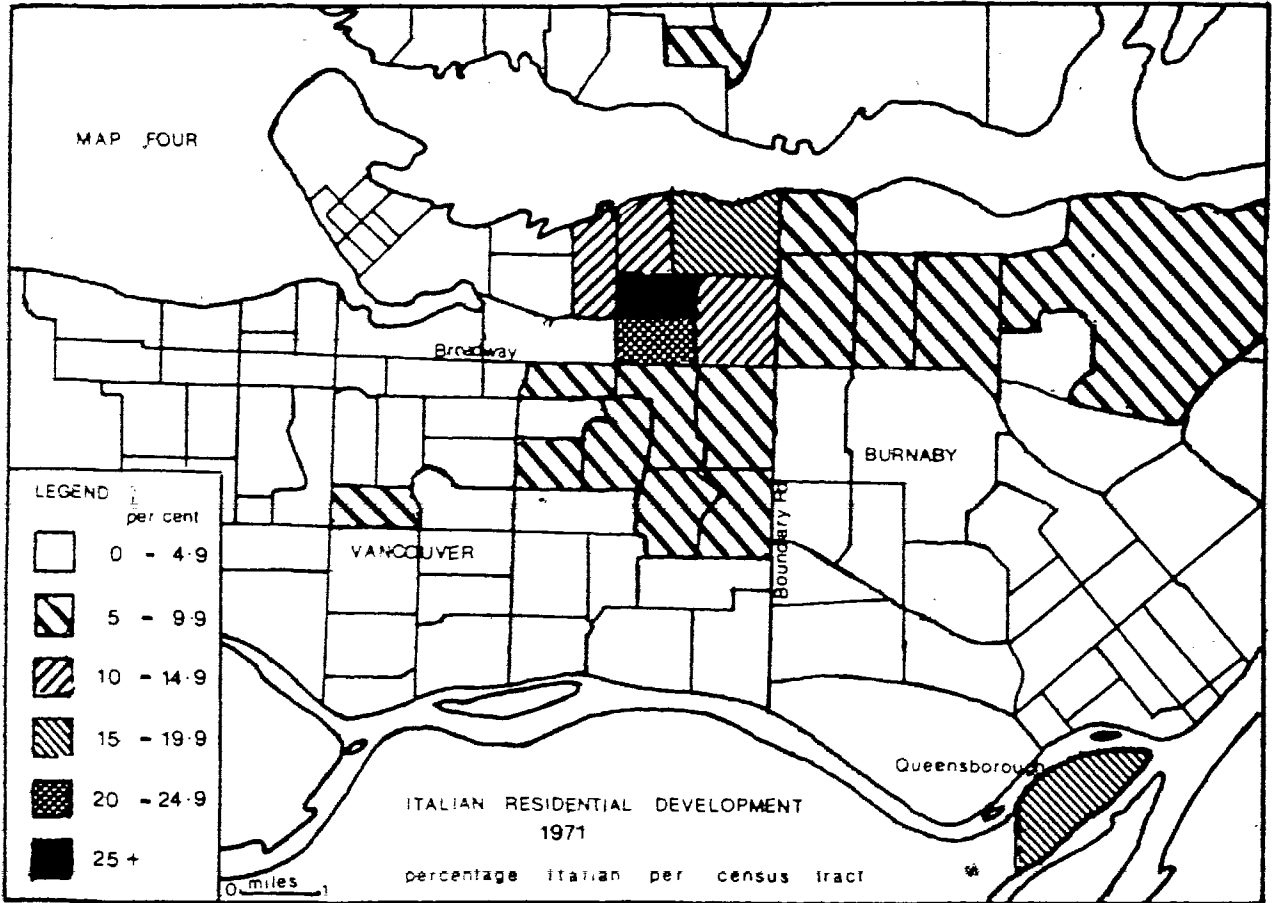 MAP FOUR
Broadway
BURNABY
Boundary Rd
VANCOUVER
LEGEND
per cent
0 - 4·9
5 - 9·9
10 - 14·9
15 - 19·9
20 - 24·9
25 +
Queensborough
ITALIAN RESIDENTIAL DEVELOPMENT
1971
percentage Italian per census tract
0 miles 1